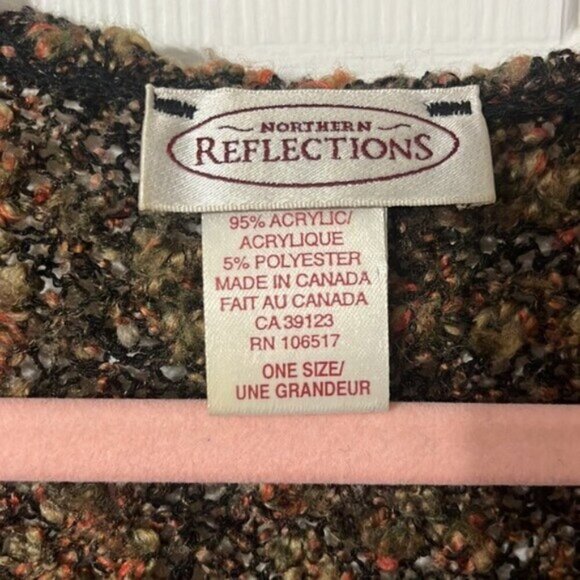 NORTHERN
REFLECTIONS
95% ACRYLIC/
ACRYLIQUE
5% POLYESTER
MADE IN CANADA
FAIT AU CANADA
CA 39123
RN 106517
ONE SIZE/
UNE GRANDEUR